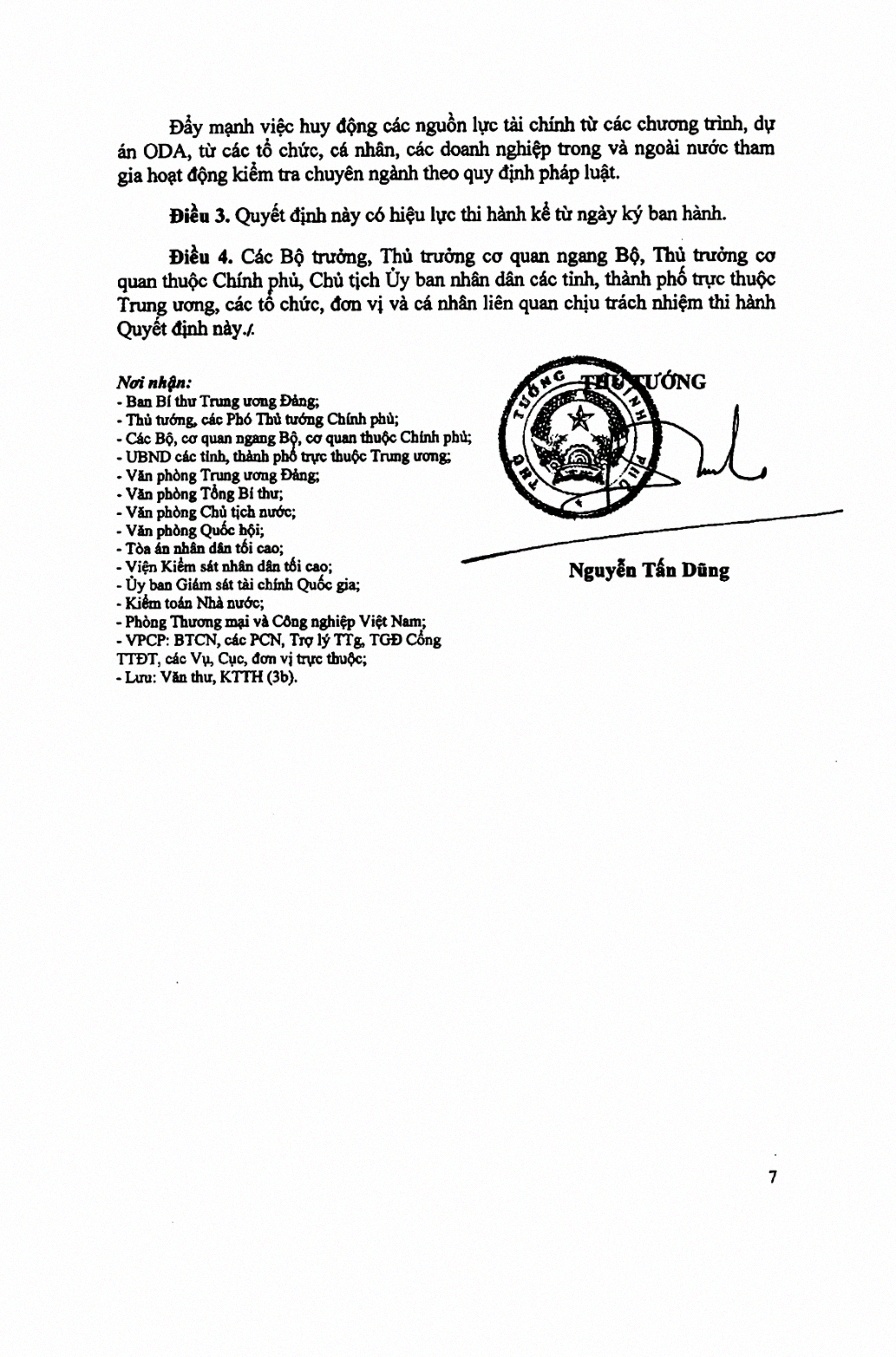 Đẩy mạnh việc huy động các nguồn lực tài chính từ các chương trình, dự
án ODA, từ các tổ chức, cá nhân, các doanh nghiệp trong và ngoài nước tham
gia hoạt động kiểm tra chuyên ngành theo quy định pháp luật.
Điều 3. Quyết định này có hiệu lực thi hành kể từ ngày ký ban hành.
Điều 4. Các Bộ trưởng, Thủ trưởng cơ quan ngang Bộ, Thủ trưởng cơ
quan thuộc Chính phủ, Chủ tịch Ủy ban nhân dân các tỉnh, thành phố trực thuộc
Trung ương, các tổ chức, đơn vị và cá nhân liên quan chịu trách nhiệm thi hành
Quyết định này./.
Nơi nhận:
- Ban Bí thư Trung ương Đảng;
- Thủ tướng, các Phó Thủ tướng Chính phủ;
- Các Bộ, cơ quan ngang Bộ, cơ quan thuộc Chính phủ;
- UBND các tỉnh, thành phố trực thuộc Trung ương;
- Văn phòng Trung ương Đảng;
- Văn phòng Tổng Bí thư;
- Văn phòng Chủ tịch nước;
- Văn phòng Quốc hội;
- Tòa án nhân dân tối cao;
- Viện Kiểm sát nhân dân tối cao;
- Ủy ban Giám sát tài chính Quốc gia;
- Kiểm toán Nhà nước;
- Phòng Thương mại và Công nghiệp Việt Nam;
- VPCP: BTCN, các PCN, Trợ lý TTg, TGĐ Cổng
TTĐT, các Vụ, Cục, đơn vị trực thuộc;
- Lưu: Văn thư, KTTH (3b).
THỦ TƯỚNG
Nguyễn Tấn Dũng
7